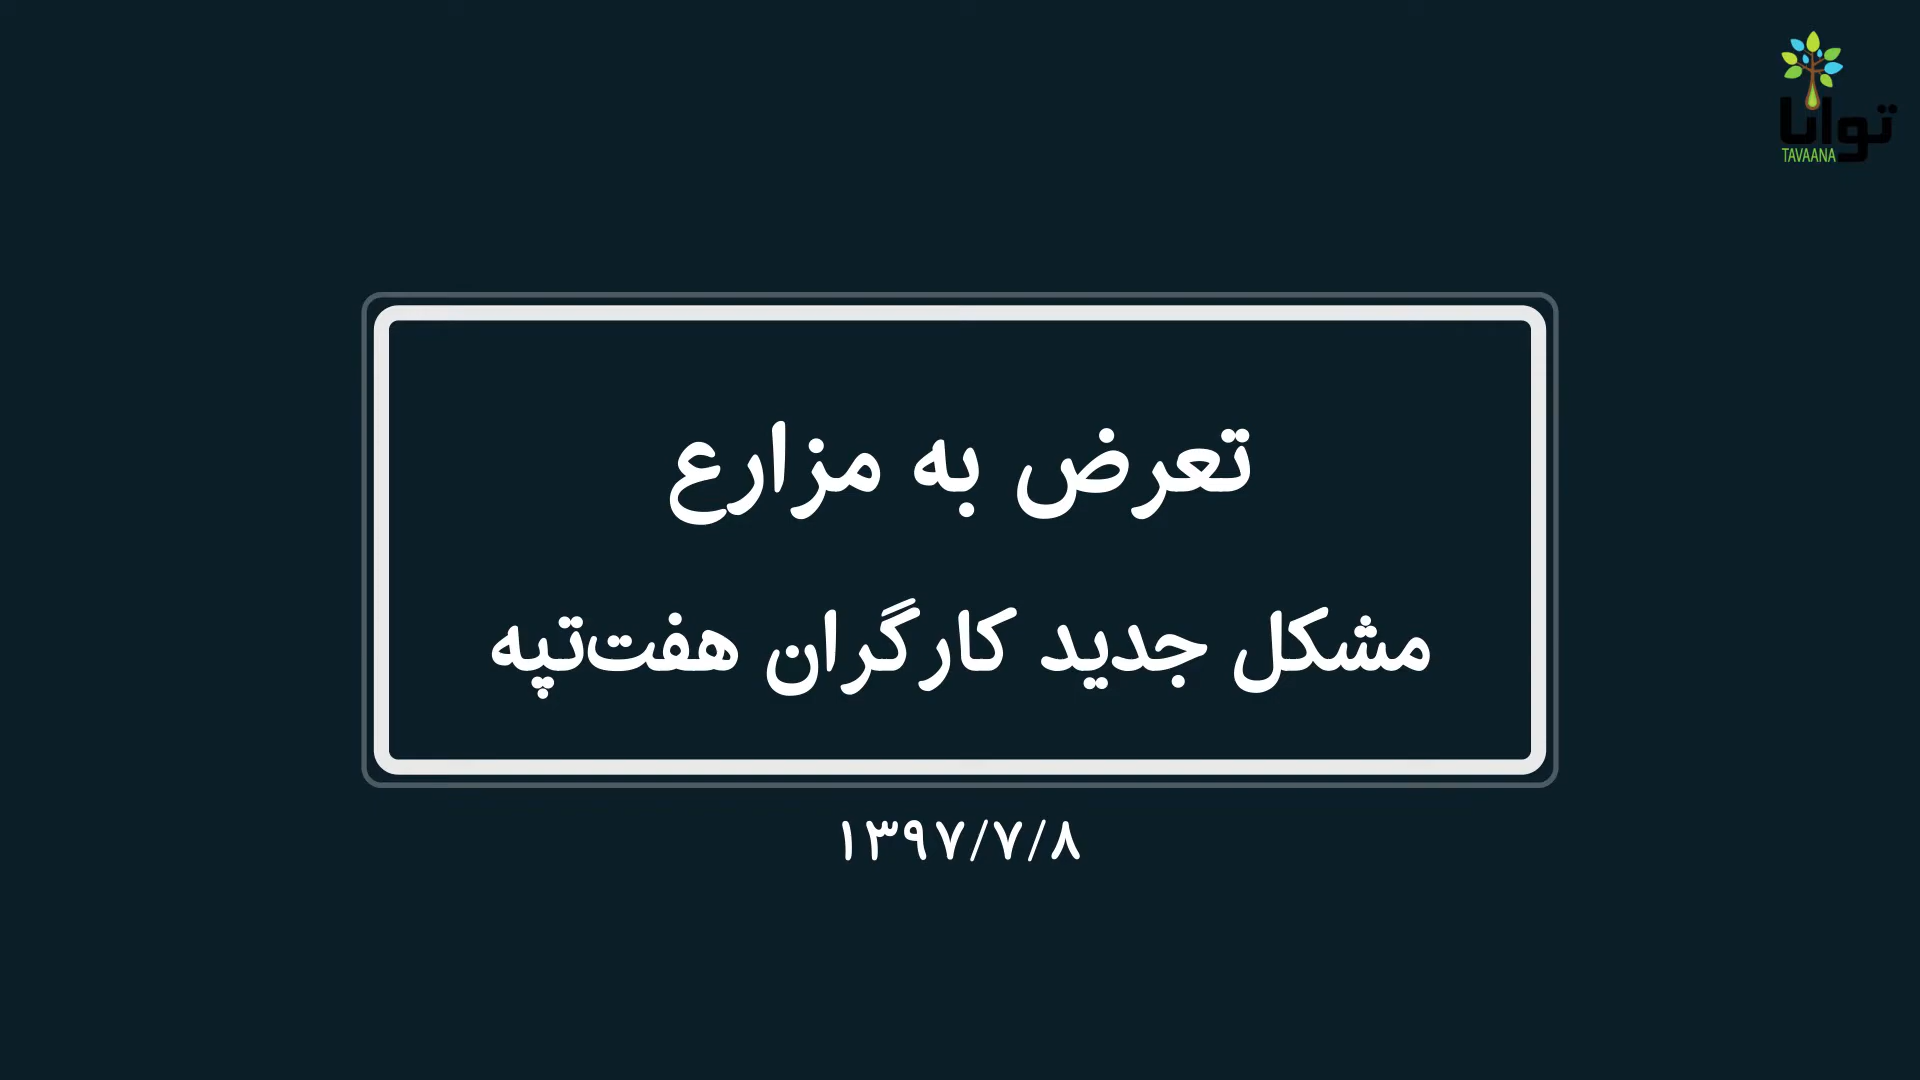 توانا
TAVAANA
تعرض به مزارع
مشکل جدید کارگران هفت‌تپه
۱۳۹۷/۷/۸